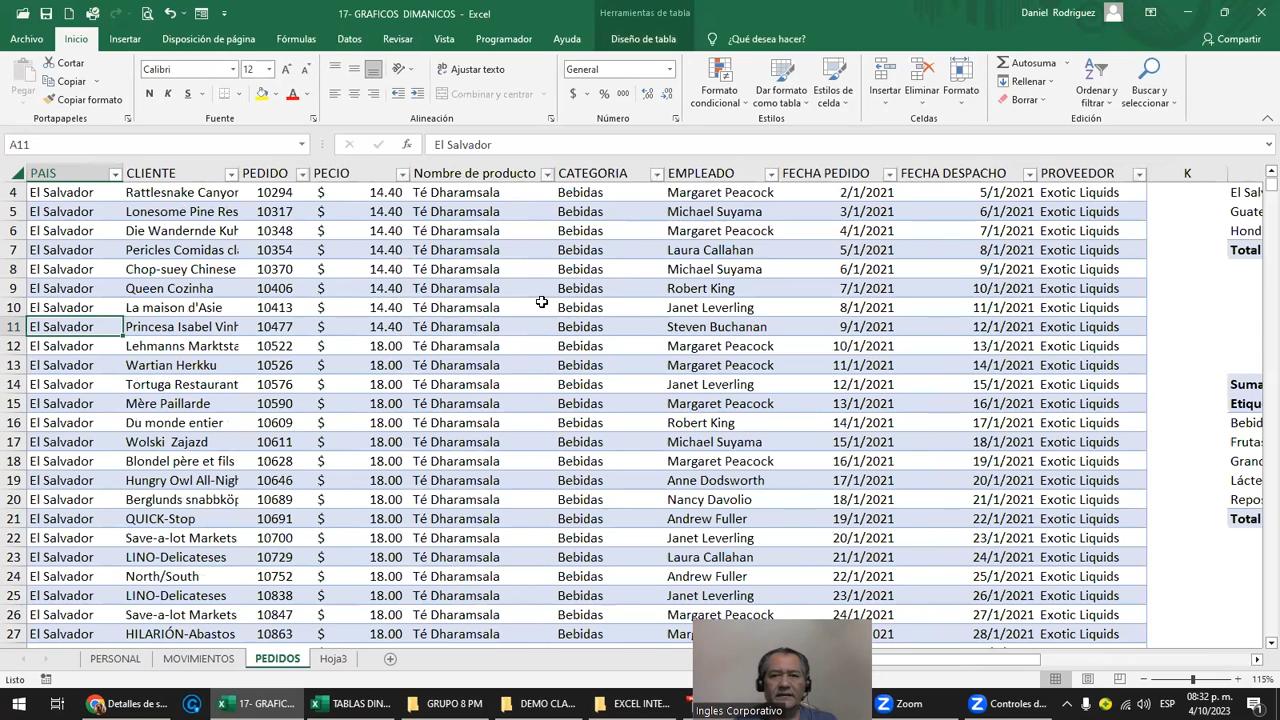 17- GRAFICOS DIMANICOS - Excel
Herramientas de tabla
Daniel Rodriguez
Archivo Inicio Insertar Disposición de página Fórmulas Datos Revisar Vista Programador Ayuda Diseño de tabla ¿Qué desea hacer? Compartir
Pegar
Cortar
Copiar
Copiar formato
Portapapeles
Calibri 12
N K S
Fuente
Ajustar texto
Combinar y centrar
Alineación
General
$ % 000
Número
Formato condicional
Dar formato como tabla
Estilos de celda
Estilos
Insertar Eliminar Formato
Celdas
Autosuma
Rellenar
Borrar
Ordenar y filtrar
Buscar y seleccionar
Edición
A11 fx El Salvador
PAIS CLIENTE PEDIDO PECIO Nombre de producto CATEGORIA EMPLEADO FECHA PEDIDO FECHA DESPACHO PROVEEDOR K
4 El Salvador Rattlesnake Canyor 10294 $ 14.40 Té Dharamsala Bebidas Margaret Peacock 2/1/2021 5/1/2021 Exotic Liquids El Sal
5 El Salvador Lonesome Pine Res 10317 $ 14.40 Té Dharamsala Bebidas Michael Suyama 3/1/2021 6/1/2021 Exotic Liquids Guate
6 El Salvador Die Wandernde Kuh 10348 $ 14.40 Té Dharamsala Bebidas Margaret Peacock 4/1/2021 7/1/2021 Exotic Liquids Hond
7 El Salvador Pericles Comidas cl 10354 $ 14.40 Té Dharamsala Bebidas Laura Callahan 5/1/2021 8/1/2021 Exotic Liquids Total
8 El Salvador Chop-suey Chinese 10370 $ 14.40 Té Dharamsala Bebidas Michael Suyama 6/1/2021 9/1/2021 Exotic Liquids
9 El Salvador Queen Cozinha 10406 $ 14.40 Té Dharamsala Bebidas Robert King 7/1/2021 10/1/2021 Exotic Liquids
10 El Salvador La maison d'Asie 10413 $ 14.40 Té Dharamsala Bebidas Janet Leverling 8/1/2021 11/1/2021 Exotic Liquids
11 El Salvador Princesa Isabel Vinh 10477 $ 14.40 Té Dharamsala Bebidas Steven Buchanan 9/1/2021 12/1/2021 Exotic Liquids
12 El Salvador Lehmanns Marktsta 10522 $ 18.00 Té Dharamsala Bebidas Margaret Peacock 10/1/2021 13/1/2021 Exotic Liquids
13 El Salvador Wartian Herkku 10526 $ 18.00 Té Dharamsala Bebidas Margaret Peacock 11/1/2021 14/1/2021 Exotic Liquids
14 El Salvador Tortuga Restaurant 10576 $ 18.00 Té Dharamsala Bebidas Janet Leverling 12/1/2021 15/1/2021 Exotic Liquids Suma
15 El Salvador Mère Paillarde 10590 $ 18.00 Té Dharamsala Bebidas Margaret Peacock 13/1/2021 16/1/2021 Exotic Liquids Etiqu
16 El Salvador Du monde entier 10609 $ 18.00 Té Dharamsala Bebidas Robert King 14/1/2021 17/1/2021 Exotic Liquids Bebid
17 El Salvador Wolski Zajazd 10611 $ 18.00 Té Dharamsala Bebidas Michael Suyama 15/1/2021 18/1/2021 Exotic Liquids Frutas
18 El Salvador Blondel père et fils 10628 $ 18.00 Té Dharamsala Bebidas Margaret Peacock 16/1/2021 19/1/2021 Exotic Liquids Gran
19 El Salvador Hungry Owl All-Nigh 10646 $ 18.00 Té Dharamsala Bebidas Anne Dodsworth 17/1/2021 20/1/2021 Exotic Liquids Lácte
20 El Salvador Berglunds snabbköp 10689 $ 18.00 Té Dharamsala Bebidas Nancy Davolio 18/1/2021 21/1/2021 Exotic Liquids Repos
21 El Salvador QUICK-Stop 10691 $ 18.00 Té Dharamsala Bebidas Andrew Fuller 19/1/2021 22/1/2021 Exotic Liquids Total
22 El Salvador Save-a-lot Markets 10700 $ 18.00 Té Dharamsala Bebidas Janet Leverling 20/1/2021 23/1/2021 Exotic Liquids
23 El Salvador LINO-Delicateses 10729 $ 18.00 Té Dharamsala Bebidas Laura Callahan 21/1/2021 24/1/2021 Exotic Liquids
24 El Salvador North/South 10752 $ 18.00 Té Dharamsala Bebidas Andrew Fuller 22/1/2021 25/1/2021 Exotic Liquids
25 El Salvador LINO-Delicateses 10838 $ 18.00 Té Dharamsala Bebidas Janet Leverling 23/1/2021 26/1/2021 Exotic Liquids
26 El Salvador Save-a-lot Markets 10847 $ 18.00 Té Dharamsala Bebidas Margaret Peacock 24/1/2021 27/1/2021 Exotic Liquids
27 El Salvador HILARIÓN-Abastos 10863 $ 18.00 Té Dharamsala Bebidas /1/2021 28/1/2021 Exotic Liquids
PERSONAL MOVIMIENTOS PEDIDOS Hoja3
Listo 115%
Detalles de s... 17- GRAFIC... TABLAS DIN... GRUPO 8 PM DEMO CLA... EXCEL INTE... Zoom Controles d...
Ingles Corporativo
08:32 p. m.
4/10/2023